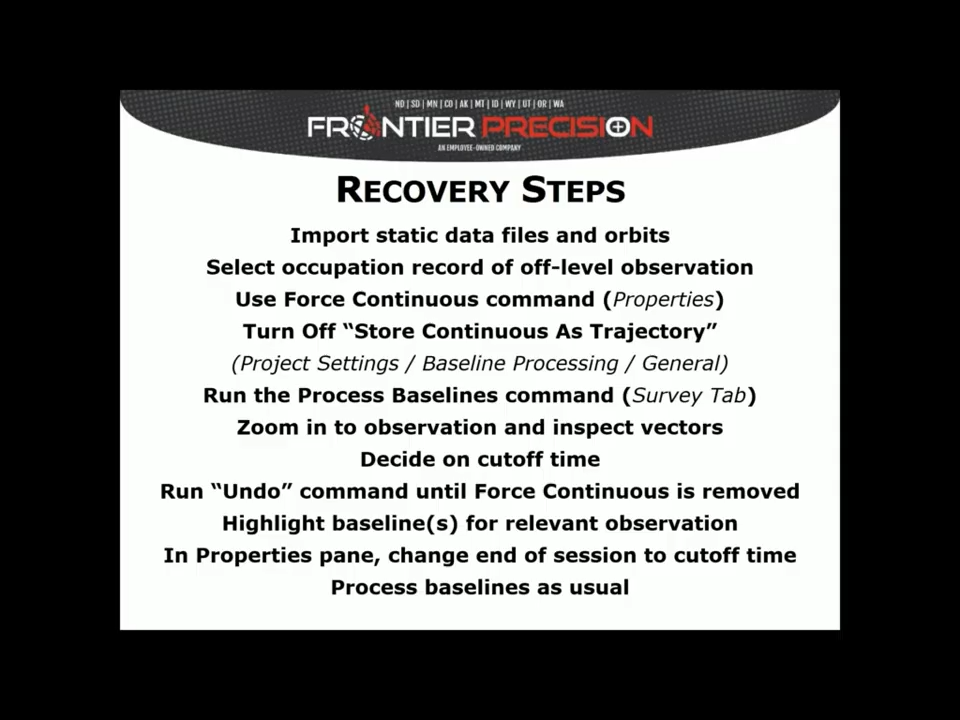 ND | SD | MN | CO | AK | MT | ID | WY | UT | OR | WA
FRONTIER PRECISION
AN EMPLOYEE-OWNED COMPANY
RECOVERY STEPS
Import static data files and orbits
Select occupation record of off-level observation
Use Force Continuous command (Properties)
Turn Off “Store Continuous As Trajectory”
(Project Settings / Baseline Processing / General)
Run the Process Baselines command (Survey Tab)
Zoom in to observation and inspect vectors
Decide on cutoff time
Run “Undo” command until Force Continuous is removed
Highlight baseline(s) for relevant observation
In Properties pane, change end of session to cutoff time
Process baselines as usual